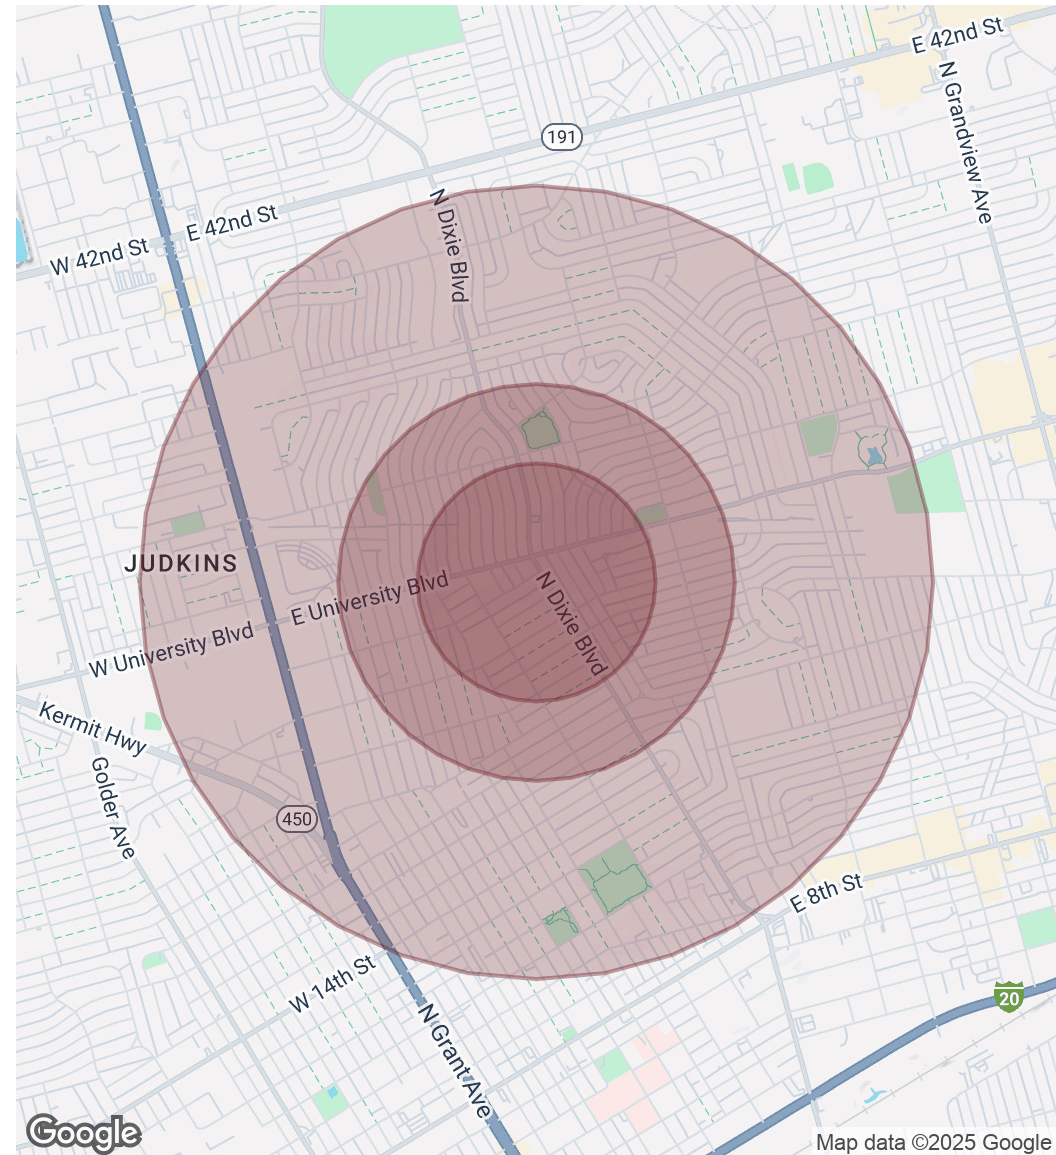 E 42nd St
N Grandview Ave
191
N Dixie Blvd
E 42nd St
W 42nd St
JUDKINS
E University Blvd
N Dixie Blvd
W University Blvd
Kermit Hwy
Golder Ave
450
E 8th St
W 14th St
20
N Grant Ave
Google
Map data ©2025 Google